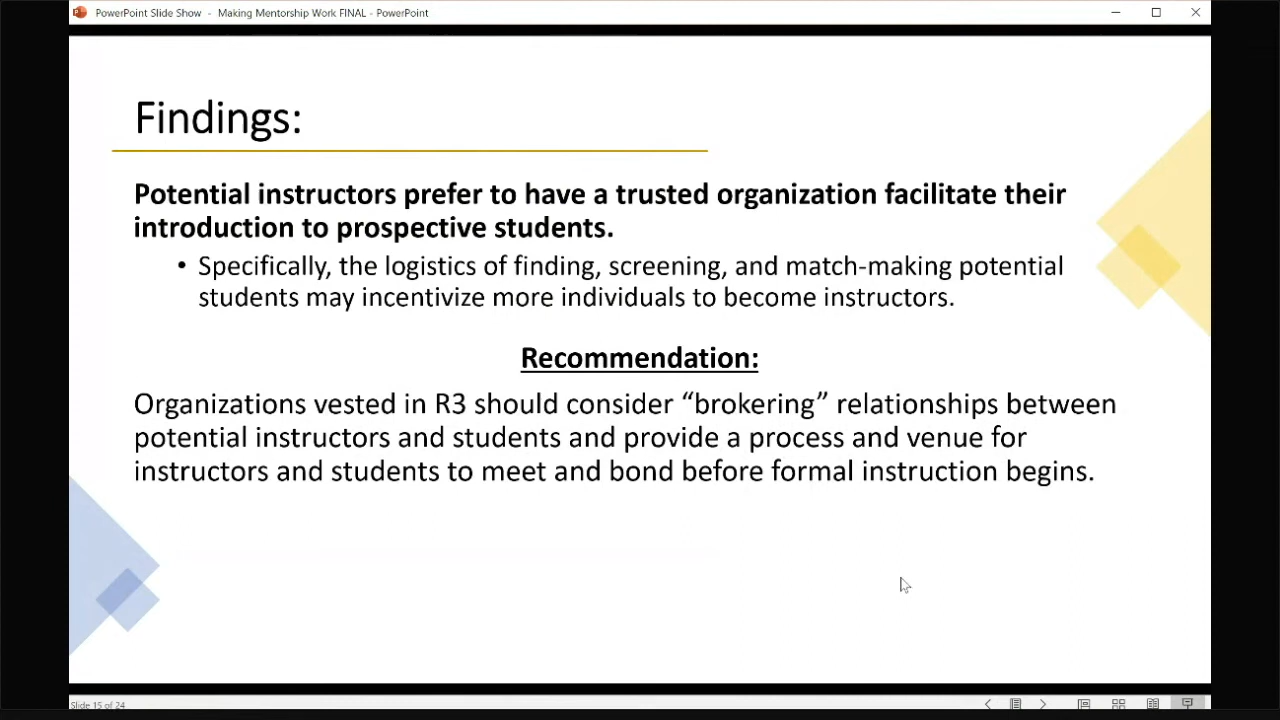 PowerPoint Slide Show - Making Mentorship Work FINAL - PowerPoint
Findings:
Potential instructors prefer to have a trusted organization facilitate their
introduction to prospective students.
• Specifically, the logistics of finding, screening, and match-making potential
students may incentivize more individuals to become instructors.
Recommendation:
Organizations vested in R3 should consider “brokering” relationships between
potential instructors and students and provide a process and venue for
instructors and students to meet and bond before formal instruction begins.
Slide 15 of 24